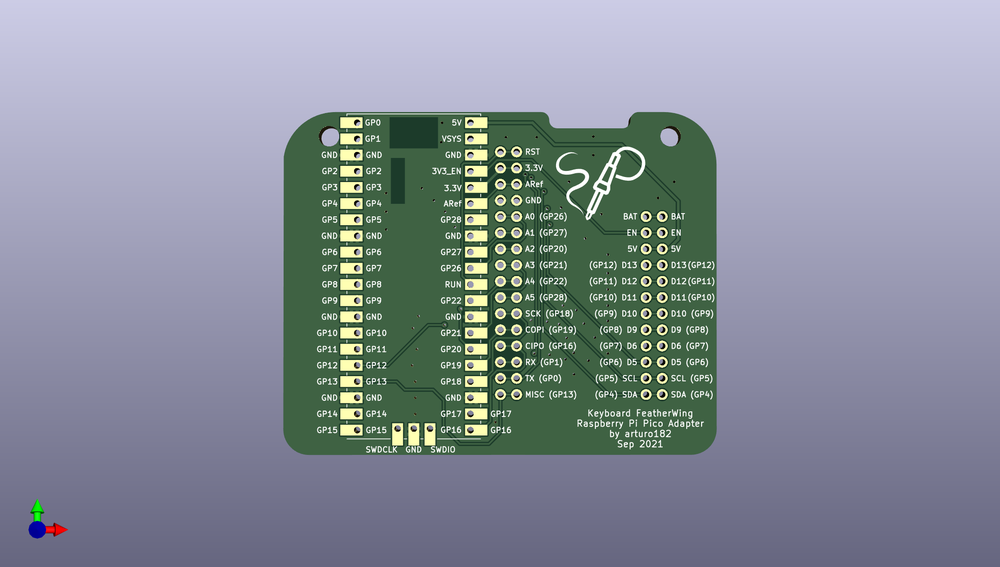 GP0 5V
GP1 VSYS
GND GND GND RST
GP2 GP2 3V3_EN 3.3V
GP3 GP3 3.3V ARef
GP4 GP4 ARef GND
GP5 GP5 GP28 A0 (GP26) BAT BAT
GND GND GND A1 (GP27) EN EN
GP6 GP6 GP27 A2 (GP20) 5V 5V
GP7 GP7 GP26 A3 (GP21) (GP12) D13 D13(GP12)
GP8 GP8 RUN A4 (GP22) (GP11) D12 D12(GP11)
GP9 GP9 GP22 A5 (GP28) (GP10) D11 D11(GP10)
GND GND GND SCK (GP18) (GP9) D10 D10 (GP9)
GP10 GP10 GP21 COPI (GP19) (GP8) D9 D9 (GP8)
GP11 GP11 GP20 CIPO (GP16) (GP7) D6 D6 (GP7)
GP12 GP12 GP19 RX (GP1) (GP6) D5 D5 (GP6)
GP13 GP13 GP18 TX (GP0) (GP5) SCL SCL (GP5)
GND GND GND MISC (GP13) (GP4) SDA SDA (GP4)
GP14 GP14 GP17 GP17
GP15 GP15 GP16 GP16
SWDCLK GND SWDIO
Keyboard FeatherWing
Raspberry Pi Pico Adapter
by arturo182
Sep 2021